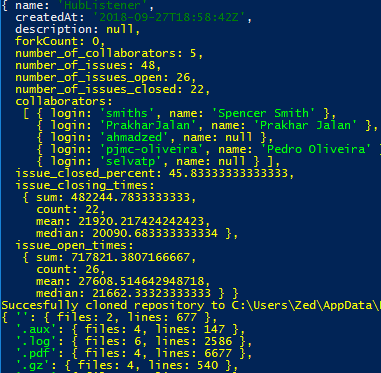 { name: 'HubListener',
createdAt: '2018-09-27T18:58:42Z',
description: null,
forkCount: 0,
number_of_collaborators: 5,
number_of_issues: 48,
number_of_issues_open: 26,
number_of_issues_closed: 22,
collaborators:
[ { login: 'smiths', name: 'Spencer Smith' },
{ login: 'PrakharJalan', name: 'Prakhar Jalan' },
{ login: 'ahmadzed', name: null },
{ login: 'pjmc-oliveira', name: 'Pedro Oliveira' }
{ login: 'selvatp', name: null } ],
issue_closed_percent: 45.83333333333333,
issue_closing_times:
{ sum: 482244.7833333333,
count: 22,
mean: 21920.217424242423,
median: 20090.683333333334 },
issue_open_times:
{ sum: 717821.3807166667,
count: 26,
mean: 27608.514642948718,
median: 21662.33323333333 } }
Succesfully cloned repository to C:\Users\Zed\AppData\
{ '': { files: 2, lines: 677 },
'.aux': { files: 4, lines: 147 },
'.log': { files: 6, lines: 2586 },
'.pdf': { files: 4, lines: 6677 },
'.gz': { files: 4, lines: 540 },